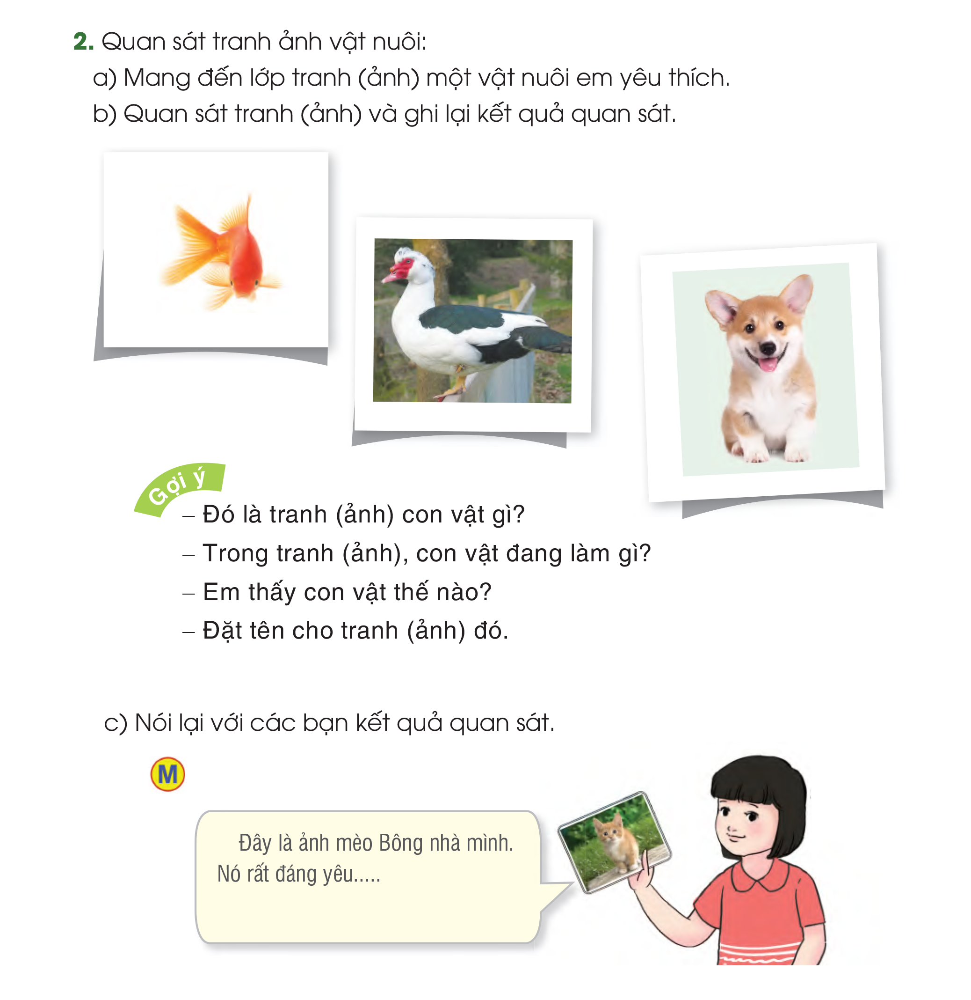 2. Quan sát tranh ảnh vật nuôi:
a) Mang đến lớp tranh (ảnh) một vật nuôi em yêu thích.
b) Quan sát tranh (ảnh) và ghi lại kết quả quan sát.
Gợi ý
– Đó là tranh (ảnh) con vật gì?
– Trong tranh (ảnh), con vật đang làm gì?
– Em thấy con vật thế nào?
– Đặt tên cho tranh (ảnh) đó.
c) Nói lại với các bạn kết quả quan sát.
M
Đây là ảnh mèo Bông nhà mình.
Nó rất đáng yêu.....